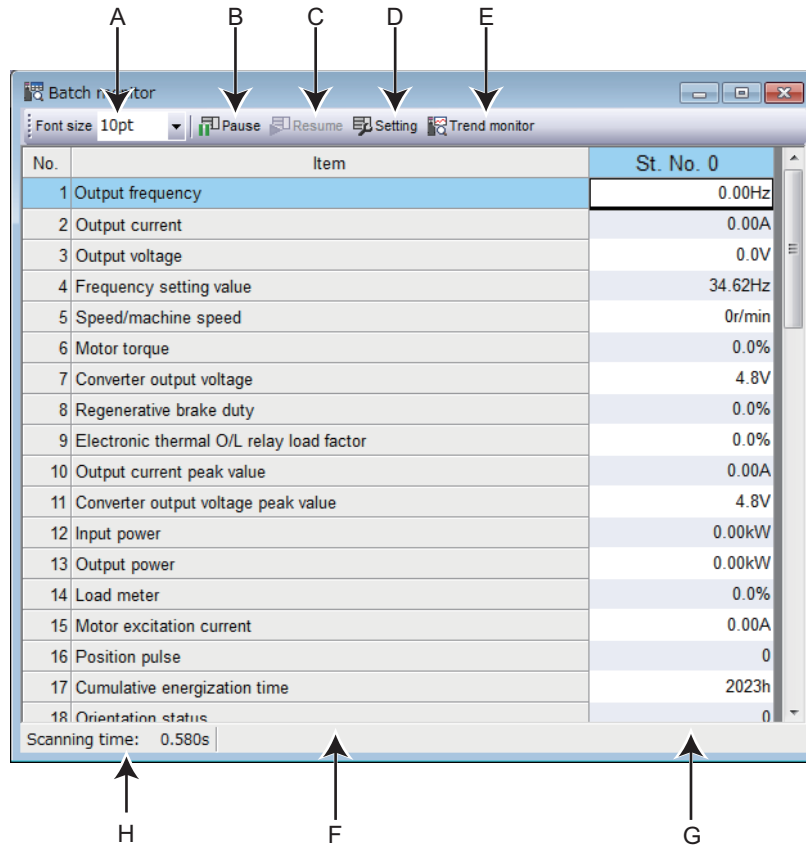 A B C D E
Batch monitor
Font size 10pt Pause Resume Setting Trend monitor
No. Item St. No. 0
1 Output frequency 0.00Hz
2 Output current 0.00A
3 Output voltage 0.0V
4 Frequency setting value 34.62Hz
5 Speed/machine speed 0r/min
6 Motor torque 0.0%
7 Converter output voltage 4.8V
8 Regenerative brake duty 0.0%
9 Electronic thermal O/L relay load factor 0.0%
10 Output current peak value 0.00A
11 Converter output voltage peak value 4.8V
12 Input power 0.00kW
13 Output power 0.00kW
14 Load meter 0.0%
15 Motor excitation current 0.00A
16 Position pulse 0
17 Cumulative energization time 2023h
18 Orientation status 0
Scanning time: 0.580s
H F G